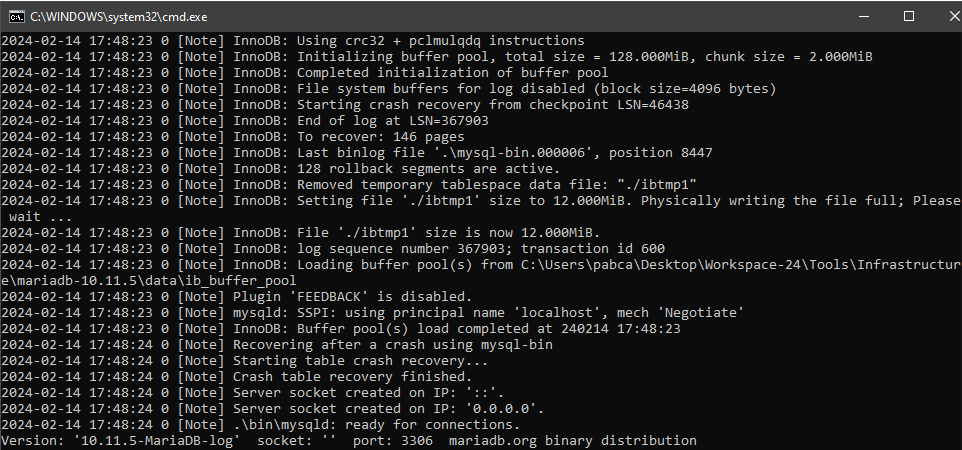 C:\WINDOWS\system32\cmd.exe
2024-02-14 17:48:23 0 [Note] InnoDB: Using crc32 + pclmulqdq instructions
2024-02-14 17:48:23 0 [Note] InnoDB: Initializing buffer pool, total size = 128.000MiB, chunk size = 2.000MiB
2024-02-14 17:48:23 0 [Note] InnoDB: Completed initialization of buffer pool
2024-02-14 17:48:23 0 [Note] InnoDB: File system buffers for log disabled (block size=4096 bytes)
2024-02-14 17:48:23 0 [Note] InnoDB: Starting crash recovery from checkpoint LSN=46438
2024-02-14 17:48:23 0 [Note] InnoDB: End of log at LSN=367903
2024-02-14 17:48:23 0 [Note] InnoDB: To recover: 146 pages
2024-02-14 17:48:23 0 [Note] InnoDB: Last binlog file '.\mysql-bin.000006', position 8447
2024-02-14 17:48:23 0 [Note] InnoDB: 128 rollback segments are active.
2024-02-14 17:48:23 0 [Note] InnoDB: Removed temporary tablespace data file: "./ibtmp1"
2024-02-14 17:48:23 0 [Note] InnoDB: Setting file './ibtmp1' size to 12.000MiB. Physically writing the file full; Please
 wait ...
2024-02-14 17:48:23 0 [Note] InnoDB: File './ibtmp1' size is now 12.000MiB.
2024-02-14 17:48:23 0 [Note] InnoDB: log sequence number 367903; transaction id 600
2024-02-14 17:48:23 0 [Note] InnoDB: Loading buffer pool(s) from C:\Users\pabca\Desktop\Workspace-24\Tools\Infrastructur
e\mariadb-10.11.5\data\ib_buffer_pool
2024-02-14 17:48:23 0 [Note] Plugin 'FEEDBACK' is disabled.
2024-02-14 17:48:23 0 [Note] mysqld: SSPI: using principal name 'localhost', mech 'Negotiate'
2024-02-14 17:48:23 0 [Note] InnoDB: Buffer pool(s) load completed at 240214 17:48:23
2024-02-14 17:48:24 0 [Note] Recovering after a crash using mysql-bin
2024-02-14 17:48:24 0 [Note] Starting table crash recovery...
2024-02-14 17:48:24 0 [Note] Crash table recovery finished.
2024-02-14 17:48:24 0 [Note] Server socket created on IP: '::'.
2024-02-14 17:48:24 0 [Note] Server socket created on IP: '0.0.0.0'.
2024-02-14 17:48:24 0 [Note] .\bin\mysqld: ready for connections.
Version: '10.11.5-MariaDB-log'  socket: ''  port: 3306  mariadb.org binary distribution